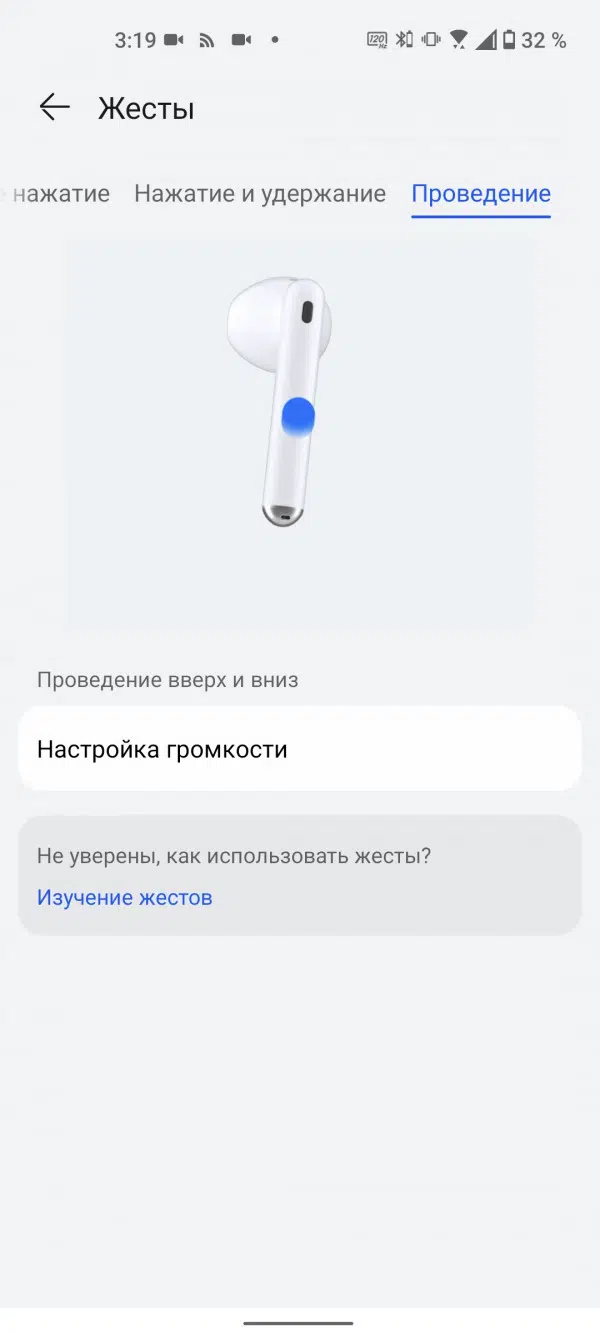 3:19
120 Hz
32 %
Жесты
нажатие
Нажатие и удержание
Проведение
Проведение вверх и вниз
Настройка громкости
Не уверены, как использовать жесты?
Изучение жестов